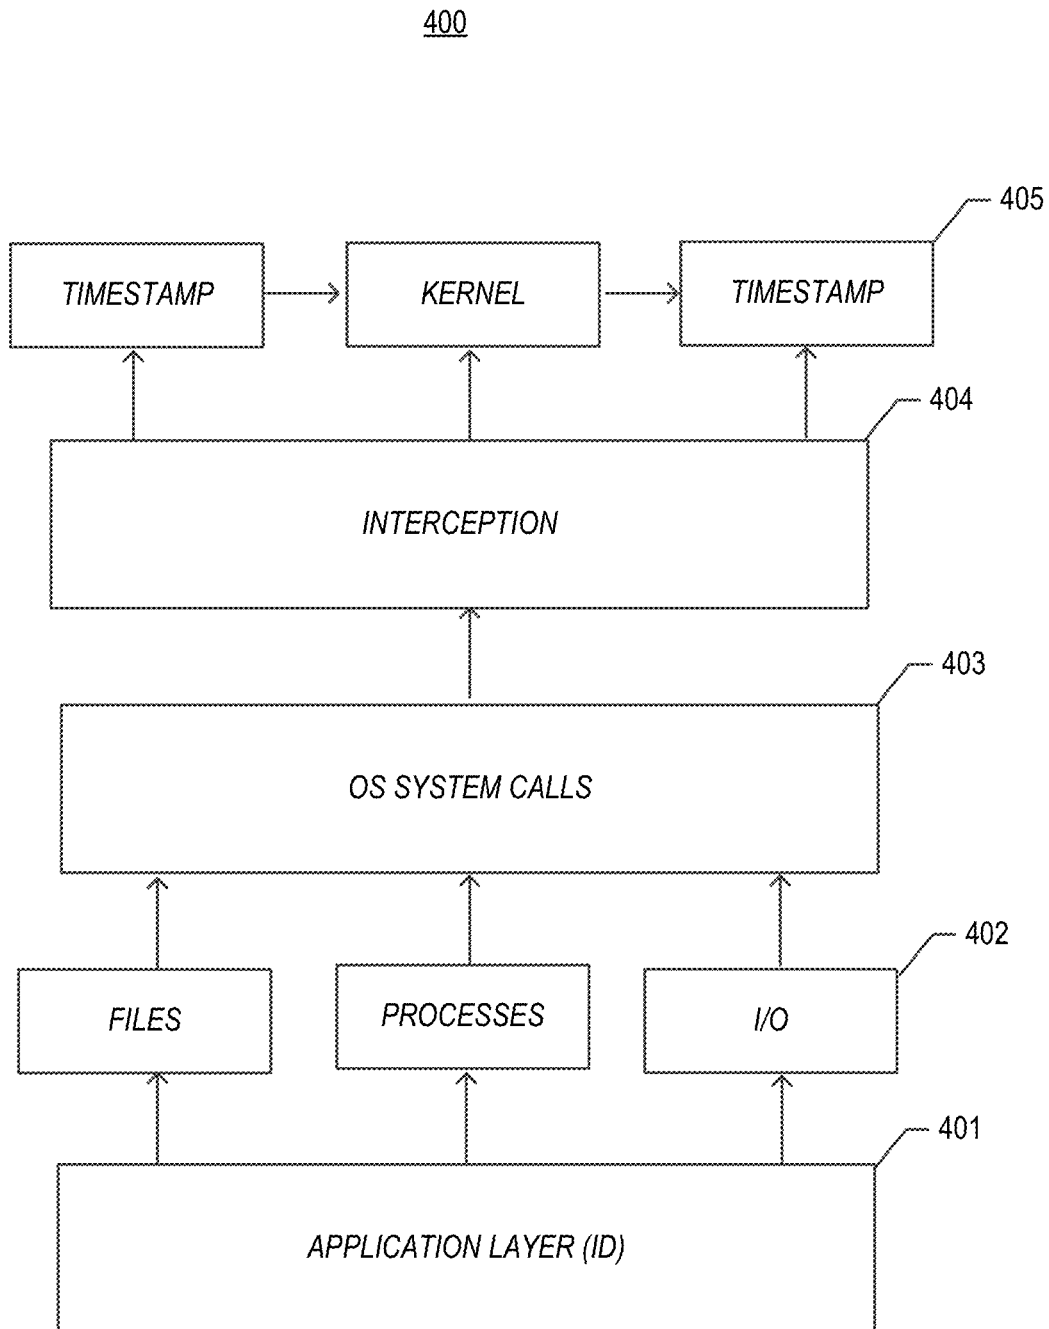 400
405
TIMESTAMP
KERNEL
TIMESTAMP
404
INTERCEPTION
403
OS SYSTEM CALLS
402
FILES
PROCESSES
I/O
401
APPLICATION LAYER (ID)